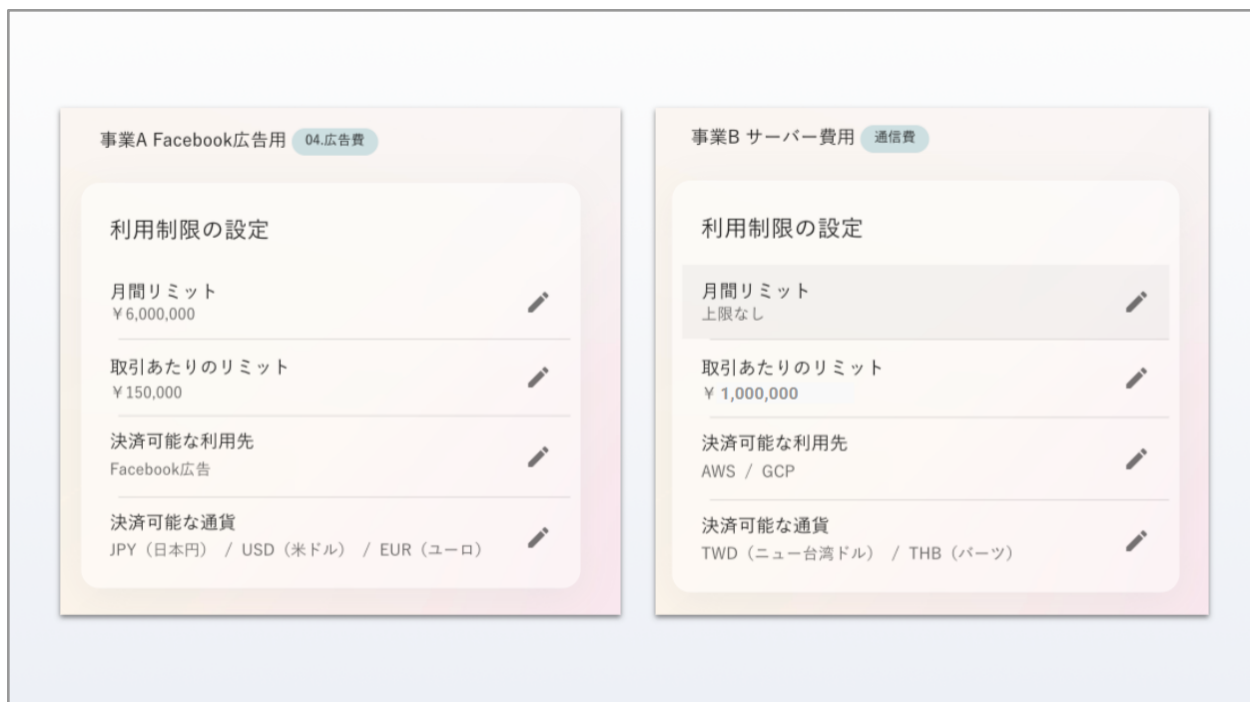 事業A Facebook広告用 04.広告費
利用制限の設定
月間リミット
￥6,000,000
取引あたりのリミット
￥150,000
決済可能な利用先
Facebook広告
決済可能な通貨
JPY（日本円） / USD（米ドル） / EUR（ユーロ）
事業B サーバー費用 通信費
利用制限の設定
月間リミット
上限なし
取引あたりのリミット
￥ 1,000,000
決済可能な利用先
AWS / GCP
決済可能な通貨
TWD（ニュー台湾ドル） / THB（バーツ）